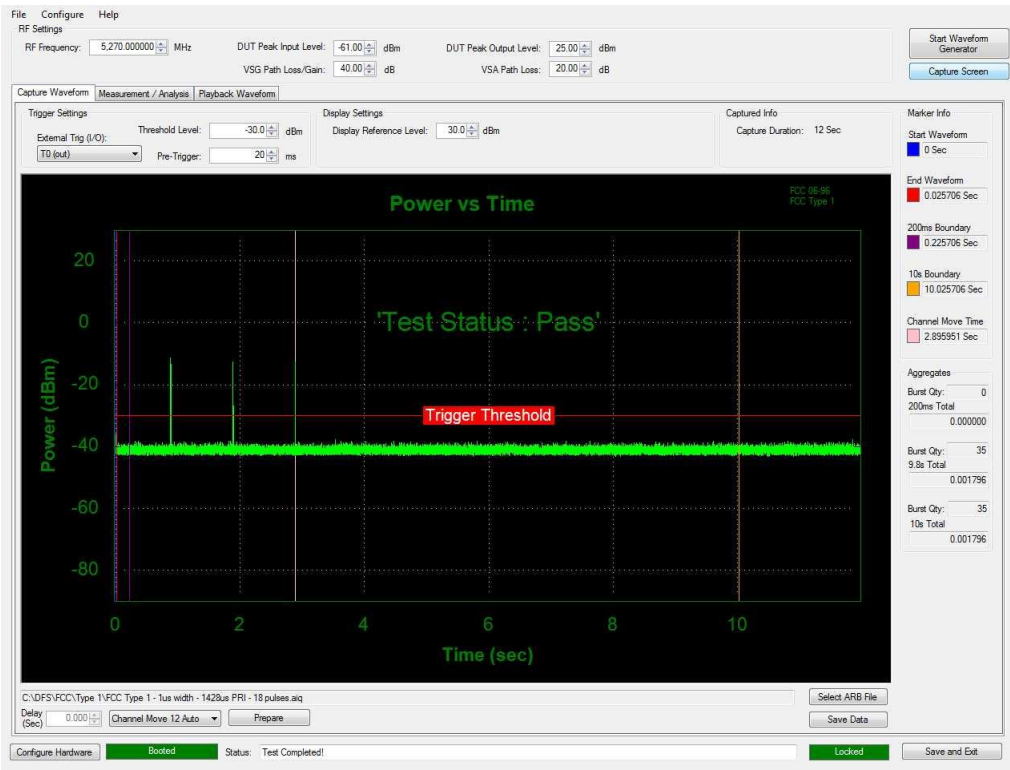 File Configure Help
RF Settings
RF Frequency: 5,270.000000 MHz DUT Peak Input Level: -61.00 dBm DUT Peak Output Level: 25.00 dBm
VSG Path Loss/Gain: 40.00 dB VSA Path Loss: 20.00 dB
Start Waveform
Generator
Capture Screen
Capture Waveform Measurement / Analysis Playback Waveform
Trigger Settings
External Trig (I/O):
T0 (out)
Threshold Level: -30.0 dBm
Pre-Trigger: 20 ms
Display Settings
Display Reference Level: 30.0 dBm
Captured Info
Capture Duration: 12 Sec
Marker Info
Start Waveform
0 Sec
End Waveform
0.025706 Sec
200ms Boundary
0.225706 Sec
10s Boundary
10.025706 Sec
Channel Move Time
2.895951 Sec
Aggregates
Burst Qty: 0
200ms Total
0.000000
Burst Qty: 35
9.8s Total
0.001796
Burst Qty: 35
10s Total
0.001796
Power vs Time
FCC 06-96
FCC Type 1
20
0
-20
-40
-60
-80
Power (dBm)
'Test Status : Pass'
Trigger Threshold
0 2 4 6 8 10
Time (sec)
C:\DFS\FCC\Type 1\FCC Type 1 - 1us width - 1428us PRI - 18 pulses.aiq
Select ARB File
Delay
(Sec) 0.000 Channel Move 12 Auto Prepare
Save Data
Configure Hardware Booted Status: Test Completed! Locked Save and Exit